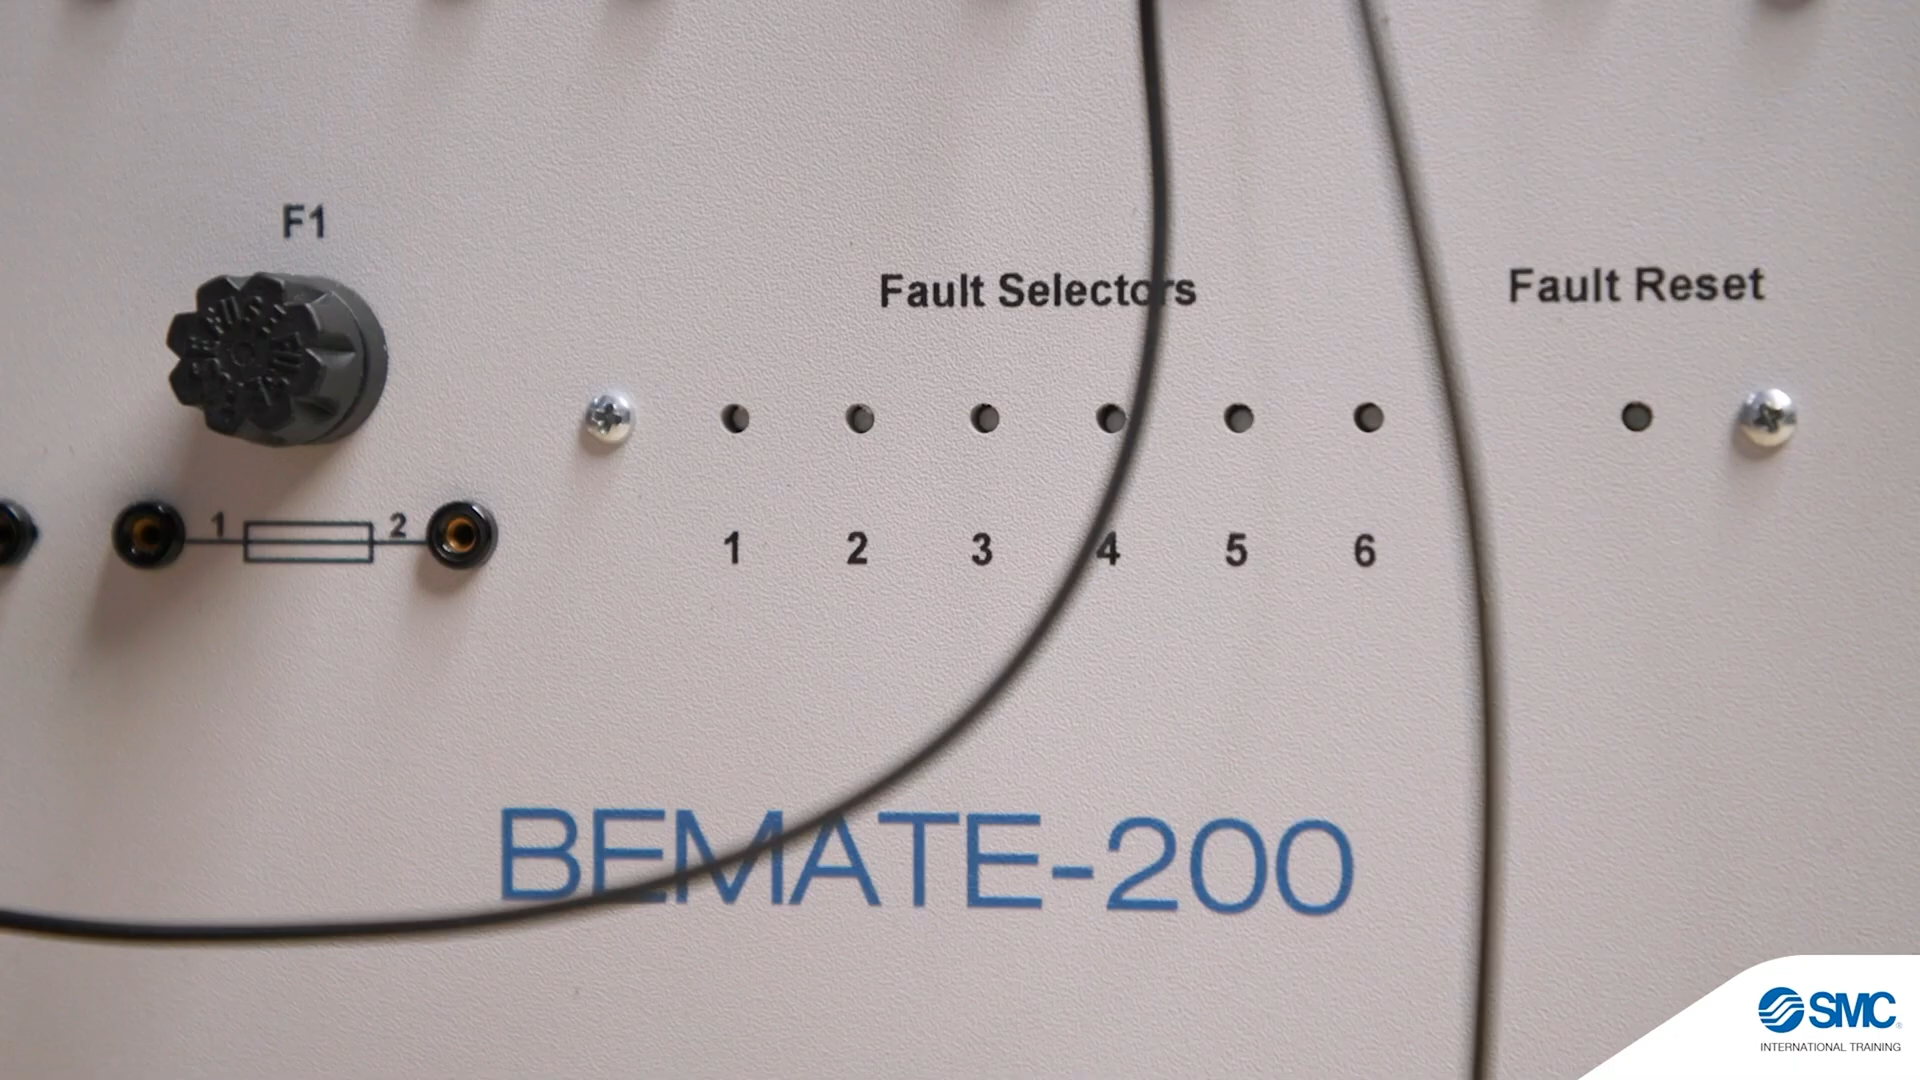 F1
Fault Selectors
Fault Reset
1 2
1 2 3 4 5 6
BEMATE-200
SMC
INTERNATIONAL TRAINING